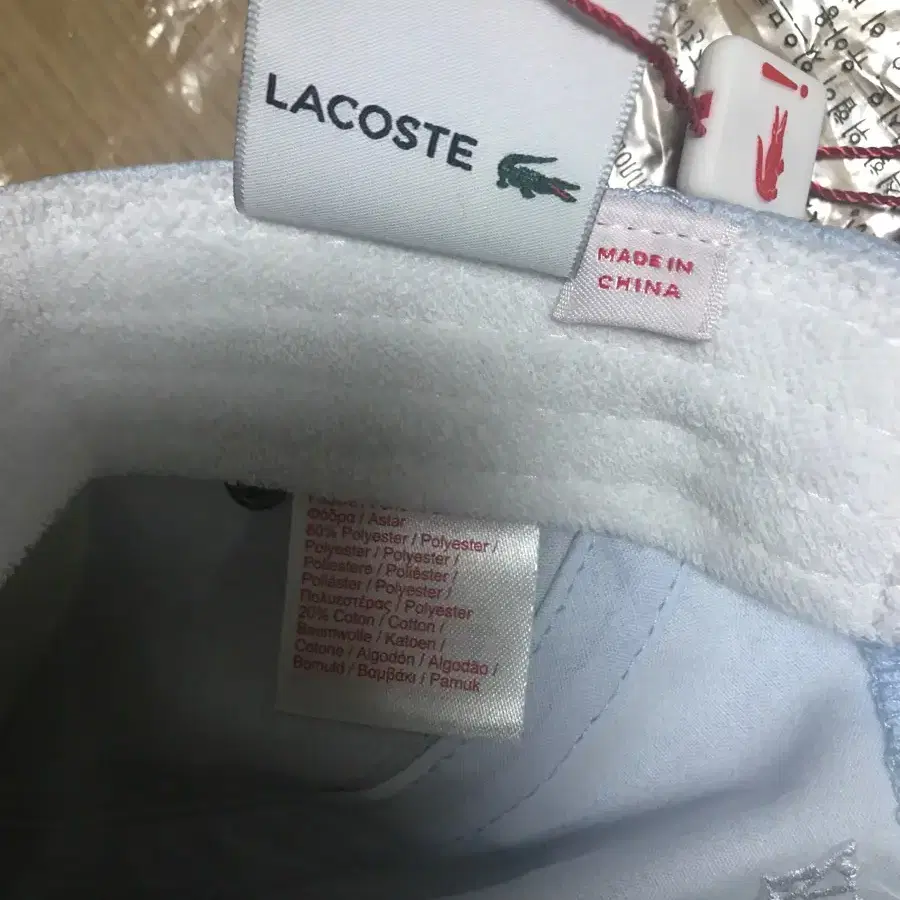 LACOSTE
MADE IN
CHINA
Φόδρα / Astar
80% Polyester / Polyester /
Polyester / Polyester /
Poliestere / Poliéster /
Poliéster / Polyester /
Πολυεστέρας / Polyester
20% Coton / Cotton /
Baumwolle / Katoen /
Cotone / Algodón / Algodão /
Bomuld / Βαμβάκι / Pamuk